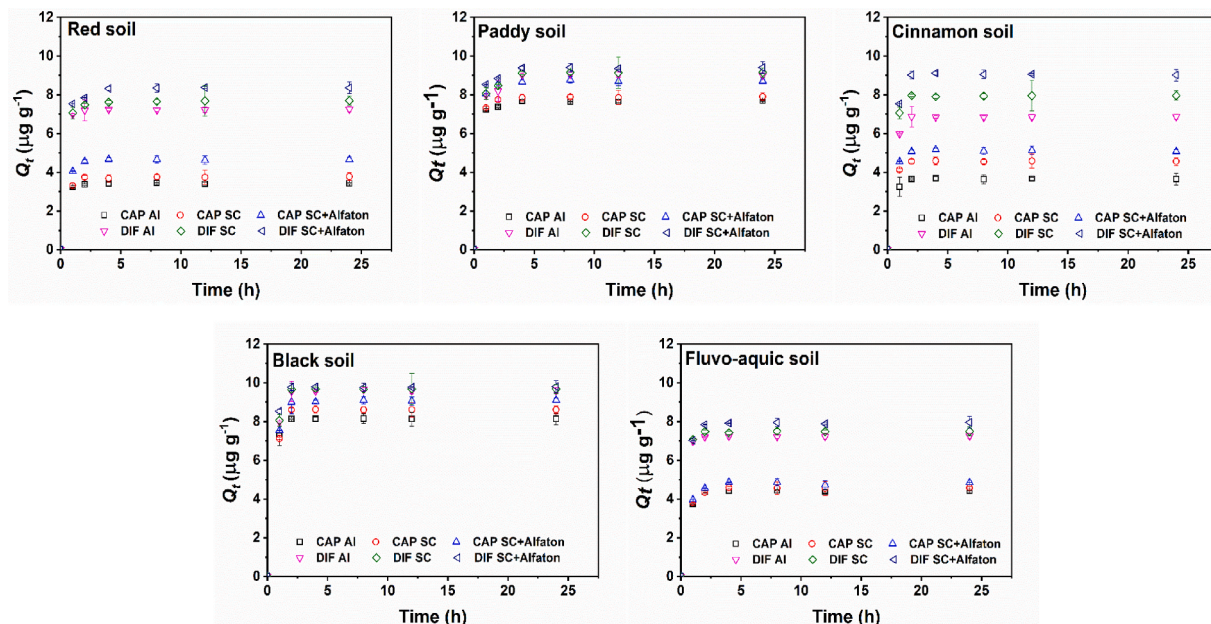 Red soil
12
10
8
6
4
2
0
Qt (μg g-1)
CAP AI CAP SC CAP SC+Alfaton
DIF AI DIF SC DIF SC+Alfaton
0 5 10 15 20 25
Time (h)
Paddy soil
12
10
8
6
4
2
0
Qt (μg g-1)
CAP AI CAP SC CAP SC+Alfaton
DIF AI DIF SC DIF SC+Alfaton
0 5 10 15 20 25
Time (h)
Cinnamon soil
12
10
8
6
4
2
0
Qt (μg g-1)
CAP AI CAP SC CAP SC+Alfaton
DIF AI DIF SC DIF SC+Alfaton
0 5 10 15 20 25
Time (h)
Black soil
12
10
8
6
4
2
0
Qt (μg g-1)
CAP AI CAP SC CAP SC+Alfaton
DIF AI DIF SC DIF SC+Alfaton
0 5 10 15 20 25
Time (h)
Fluvo-aquic soil
12
10
8
6
4
2
0
Qt (μg g-1)
CAP AI CAP SC CAP SC+Alfaton
DIF AI DIF SC DIF SC+Alfaton
0 5 10 15 20 25
Time (h)